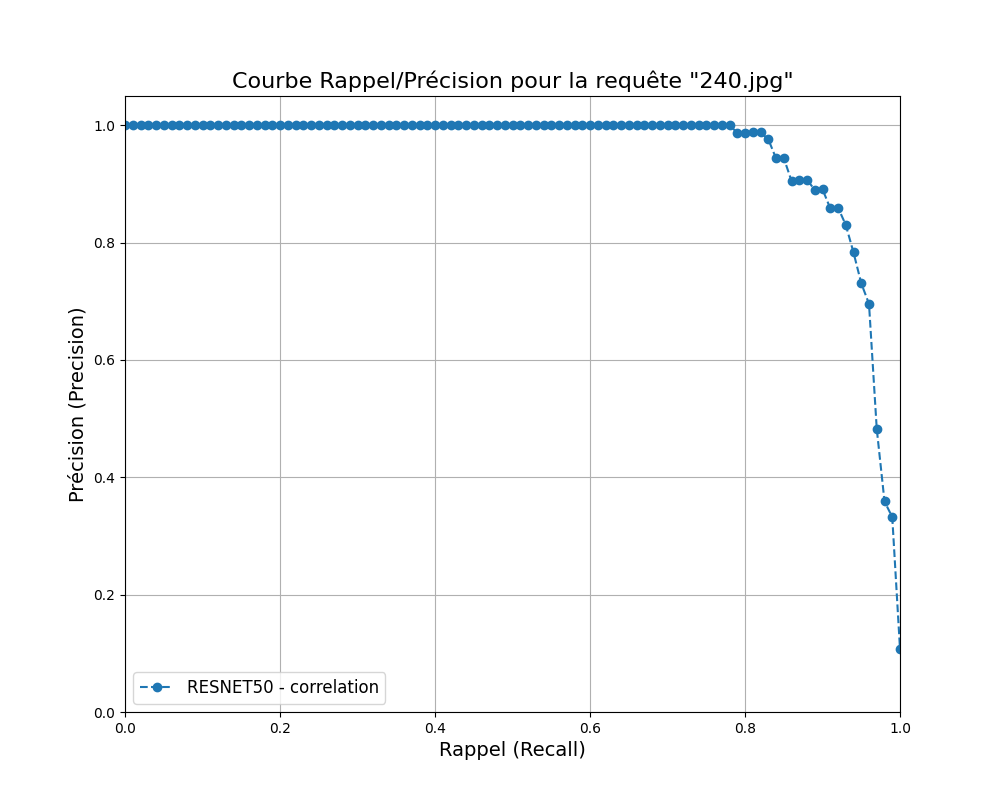 Courbe Rappel/Précision pour la requête "240.jpg"
1.0
0.8
0.6
0.4
0.2
0.0
Précision (Precision)
RESNET50 - correlation
0.0 0.2 0.4 0.6 0.8 1.0
Rappel (Recall)